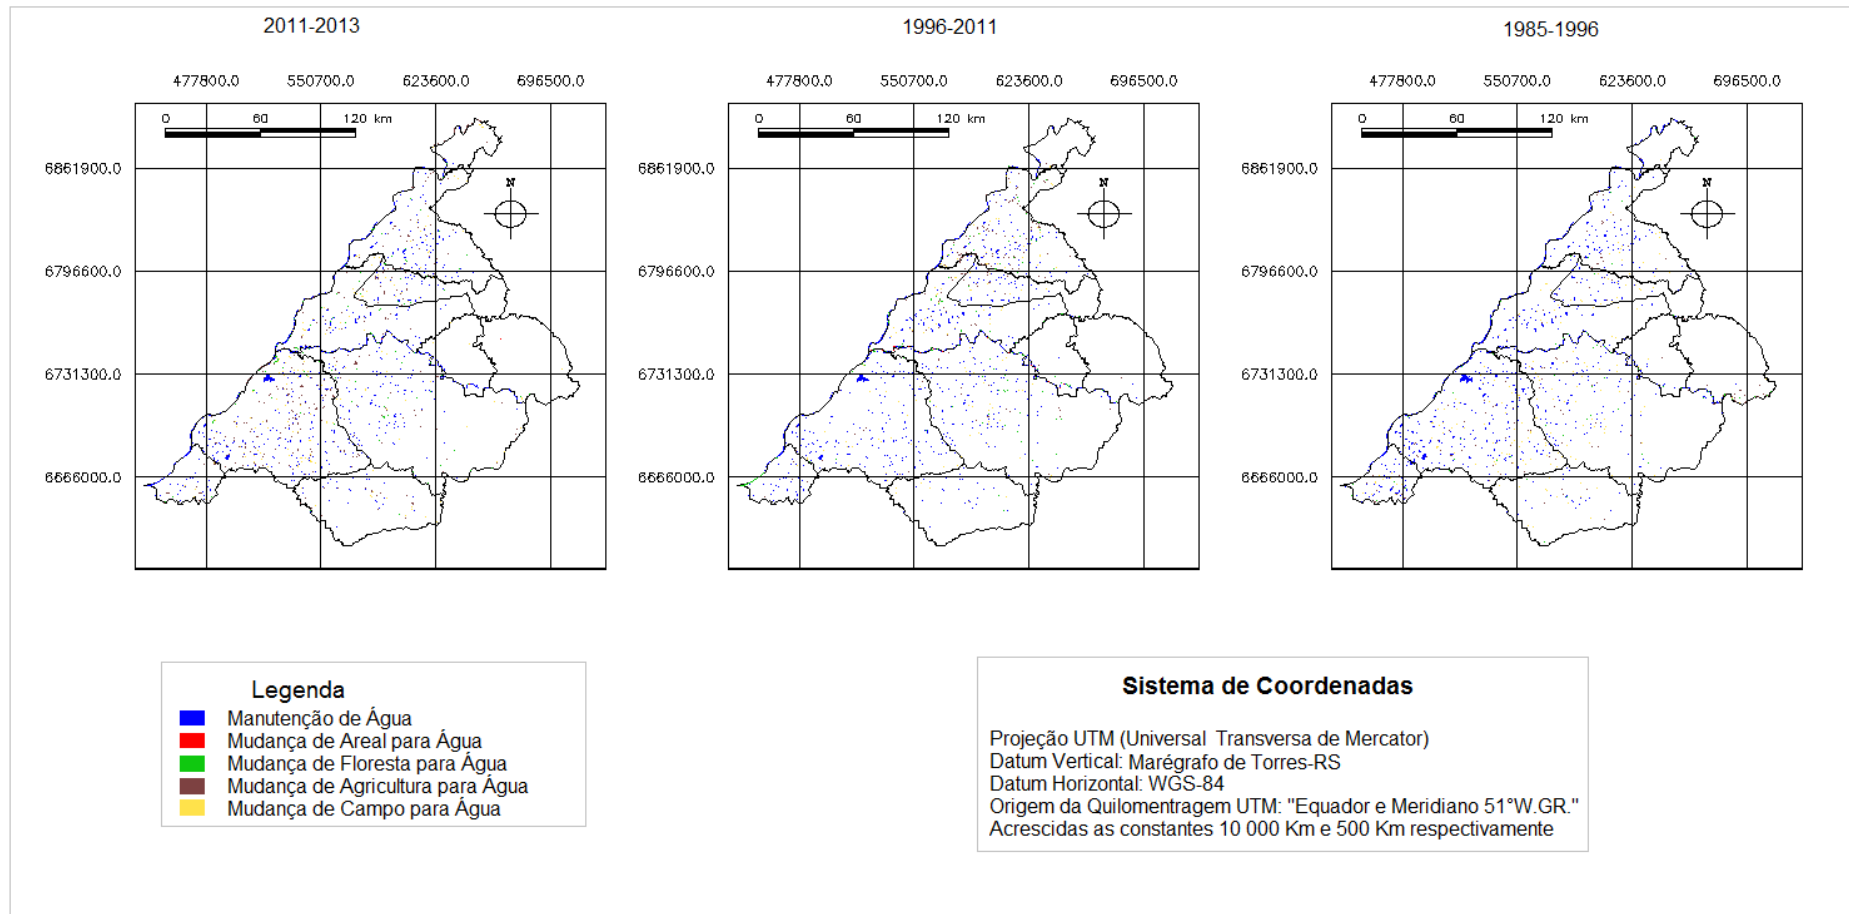 2011-2013
1996-2011
1985-1996
477800.0 550700.0 623600.0 696500.0
477800.0 550700.0 623600.0 696500.0
477800.0 550700.0 623600.0 696500.0
0 60 120 km
0 60 120 km
0 60 120 km
6861900.0
6861900.0
6861900.0
N
N
N
6796600.0
6796600.0
6796600.0
6731300.0
6731300.0
6731300.0
6666000.0
6666000.0
6666000.0
Legenda
Manutenção de Água
Mudança de Areal para Água
Mudança de Floresta para Água
Mudança de Agricultura para Água
Mudança de Campo para Água
Sistema de Coordenadas
Projeção UTM (Universal Transversa de Mercator)
Datum Vertical: Marégrafo de Torres-RS
Datum Horizontal: WGS-84
Origem da Quilomentragem UTM: "Equador e Meridiano 51°W.GR."
Acrescidas as constantes 10 000 Km e 500 Km respectivamente